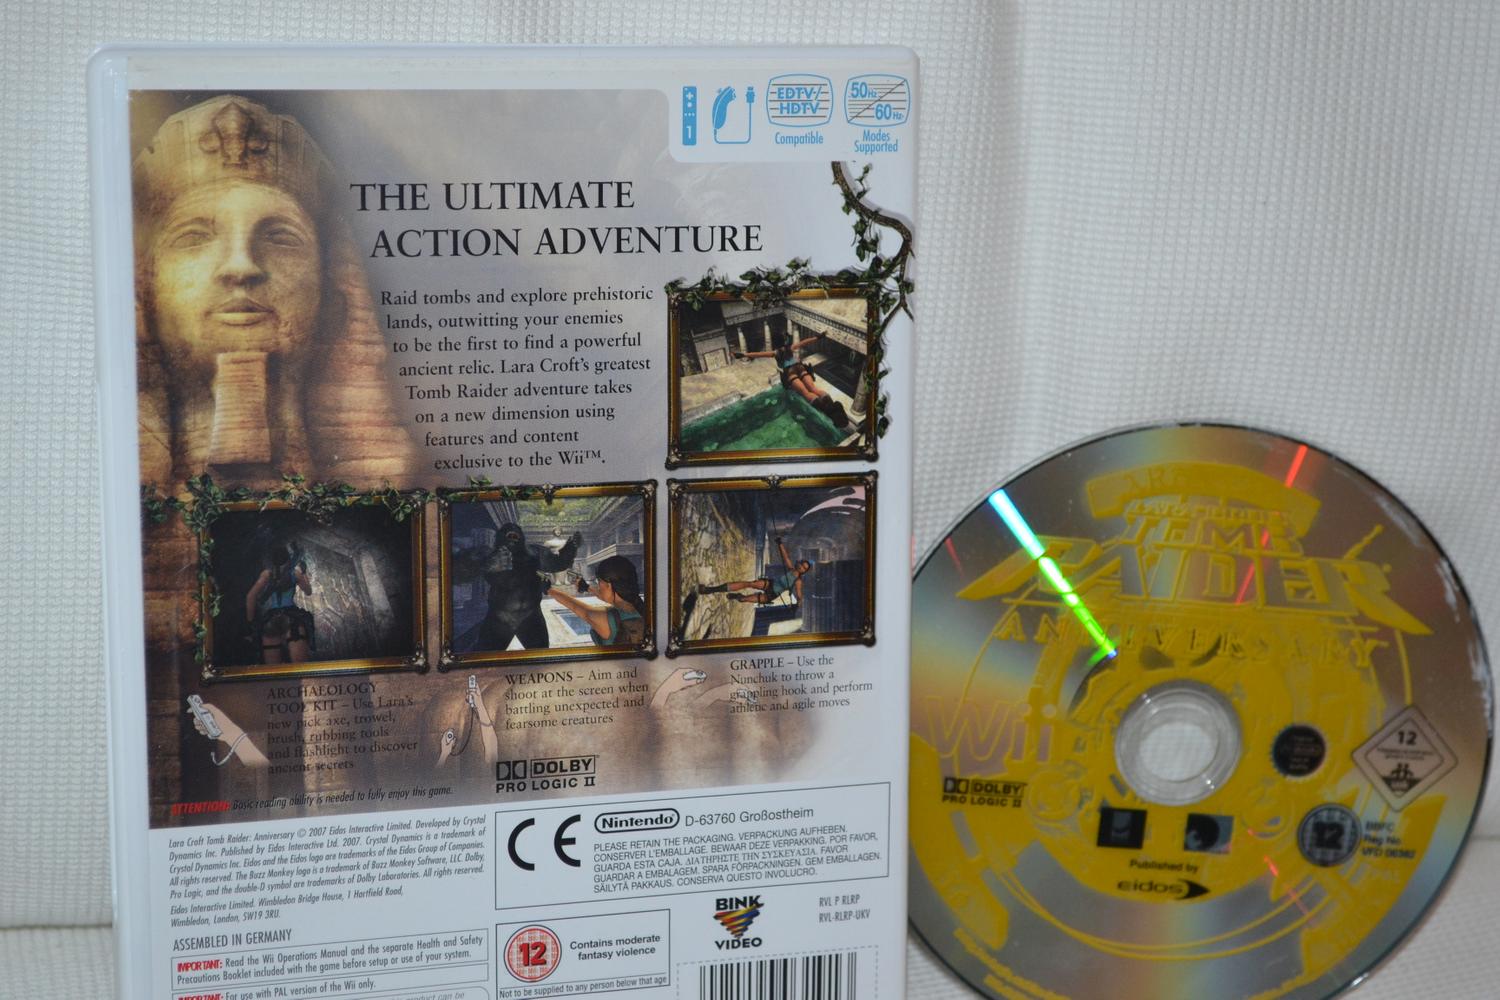 1
EDTV/
HDTV
Compatible
50Hz
60Hz
Modes
Supported
THE ULTIMATE
ACTION ADVENTURE
Raid tombs and explore prehistoric
lands, outwitting your enemies
to be the first to find a powerful
ancient relic. Lara Croft's greatest
Tomb Raider adventure takes
on a new dimension using
features and content
exclusive to the Wii™.
ARCHAEOLOGY
TOOL KIT – Use Lara's
new pick axe, trowel,
brush, rubbing tools
and flashlight to discover
ancient secrets
WEAPONS – Aim and
shoot at the screen when
battling unexpected and
fearsome creatures
GRAPPLE – Use the
Nunchuk to throw a
grappling hook and perform
athletic and agile moves
DOLBY
PRO LOGIC II
ATTENTION: Basic reading ability is needed to fully enjoy this game.
Lara Croft Tomb Raider: Anniversary © 2007 Eidos Interactive Limited. Developed by Crystal
Dynamics Inc. Published by Eidos Interactive Ltd. 2007. Crystal Dynamics is a trademark of
Crystal Dynamics Inc. Eidos and the Eidos logo are trademarks of the Eidos Group of Companies.
All rights reserved. The Buzz Monkey logo is a trademark of Buzz Monkey Software, LLC. Dolby,
Pro Logic, and the double-D symbol are trademarks of Dolby Laboratories. All rights reserved.
Eidos Interactive Limited. Wimbledon Bridge House, 1 Hartfield Road,
Wimbledon, London, SW19 3RU.
ASSEMBLED IN GERMANY
IMPORTANT: Read the Wii Operations Manual and the separate Health and Safety
Precautions Booklet included with the game before setup or use of your system.
IMPORTANT: For use with PAL version of the Wii only.
product can be
CE
Nintendo
D-63760 Großostheim
PLEASE RETAIN THE PACKAGING. VERPACKUNG AUFHEBEN.
CONSERVER L'EMBALLAGE. BEWAAR DEZE VERPAKKING. POR FAVOR,
GUARDA ESTA CAJA. ΔΙΑΤΗΡΗΣΤΕ ΤΗΝ ΣΥΣΚΕΥΑΣΙΑ. FAVOR
GUARDAR A EMBALAGEM. SPARA FÖRPACKNINGEN. GEM EMBALLAGEN.
SÄILYTÄ PAKKAUS. CONSERVA QUESTO INVOLUCRO.
12
Contains moderate
fantasy violence
Not to be supplied to any person below that age
BINK
VIDEO
RVL P RLRP
RVL-RLRP-UKV
TOMB
RAIDER
ANNIVERSARY
Wii
DOLBY
PRO LOGIC II
12
12
BBFC
Reg No
PAL
Published by
eidos